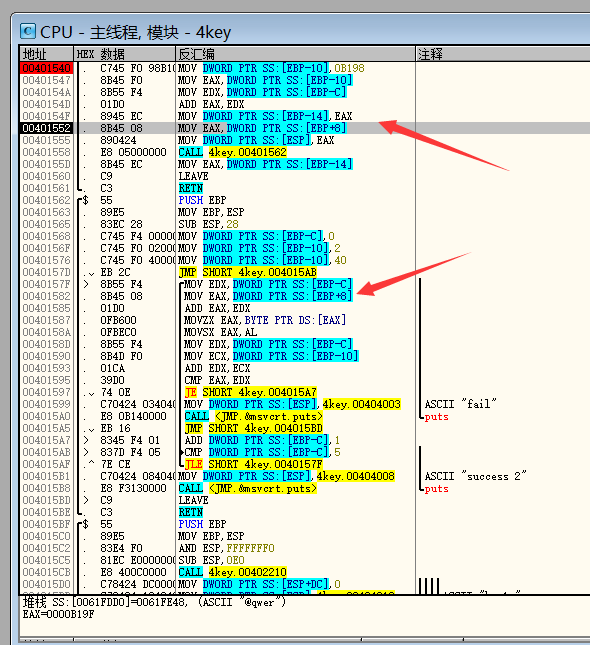 CPU - 主线程, 模块 - 4key
地址 HEX 数据 反汇编 注释
00401540 . C745 F0 98B10 MOV DWORD PTR SS:[EBP-10],0B198
00401547 . 8B45 F0 MOV EAX,DWORD PTR SS:[EBP-10]
0040154A . 8B55 F4 MOV EDX,DWORD PTR SS:[EBP-C]
0040154D . 01D0 ADD EAX,EDX
0040154F . 8945 EC MOV DWORD PTR SS:[EBP-14],EAX
00401552 . 8B45 08 MOV EAX,DWORD PTR SS:[EBP+8]
00401555 . 890424 MOV DWORD PTR SS:[ESP],EAX
00401558 . E8 05000000 CALL 4key.00401562
0040155D . 8B45 EC MOV EAX,DWORD PTR SS:[EBP-14]
00401560 . C9 LEAVE
00401561 . C3 RETN
00401562 $ 55 PUSH EBP
00401563 . 89E5 MOV EBP,ESP
00401565 . 83EC 28 SUB ESP,28
00401568 . C745 F4 00000 MOV DWORD PTR SS:[EBP-C],0
0040156F . C745 F0 02000 MOV DWORD PTR SS:[EBP-10],2
00401576 . C745 F0 40000 MOV DWORD PTR SS:[EBP-10],40
0040157D . EB 2C JMP SHORT 4key.004015AB
0040157F > 8B55 F4 MOV EDX,DWORD PTR SS:[EBP-C]
00401582 . 8B45 08 MOV EAX,DWORD PTR SS:[EBP+8]
00401585 . 01D0 ADD EAX,EDX
00401587 . 0FB600 MOVZX EAX,BYTE PTR DS:[EAX]
0040158A . 0FBEC0 MOVSX EAX,AL
0040158D . 8B55 F4 MOV EDX,DWORD PTR SS:[EBP-C]
00401590 . 8B4D F0 MOV ECX,DWORD PTR SS:[EBP-10]
00401593 . 01CA ADD EDX,ECX
00401595 . 39D0 CMP EAX,EDX
00401597 . 74 0E JE SHORT 4key.004015A7
00401599 . C70424 034040 MOV DWORD PTR SS:[ESP],4key.00404003 ASCII "fail"
004015A0 . E8 0B140000 CALL <JMP.&msvcrt.puts> puts
004015A5 . EB 16 JMP SHORT 4key.004015BD
004015A7 > 8345 F4 01 ADD DWORD PTR SS:[EBP-C],1
004015AB > 837D F4 05 CMP DWORD PTR SS:[EBP-C],5
004015AF .^ 7E CE JLE SHORT 4key.0040157F
004015B1 . C70424 084040 MOV DWORD PTR SS:[ESP],4key.00404008 ASCII "success 2"
004015B8 . E8 F3130000 CALL <JMP.&msvcrt.puts> puts
004015BD > C9 LEAVE
004015BE . C3 RETN
004015BF $ 55 PUSH EBP
004015C0 . 89E5 MOV EBP,ESP
004015C2 . 83E4 F0 AND ESP,FFFFFFF0
004015C5 . 81EC E0000000 SUB ESP,0E0
004015CB . E8 400C0000 CALL 4key.00402210
004015D0 . C78424 DC0000 MOV DWORD PTR SS:[ESP+DC],0
堆栈 SS:[0061FDD0]=0061FE48, (ASCII "@qwer")
EAX=0000B19F